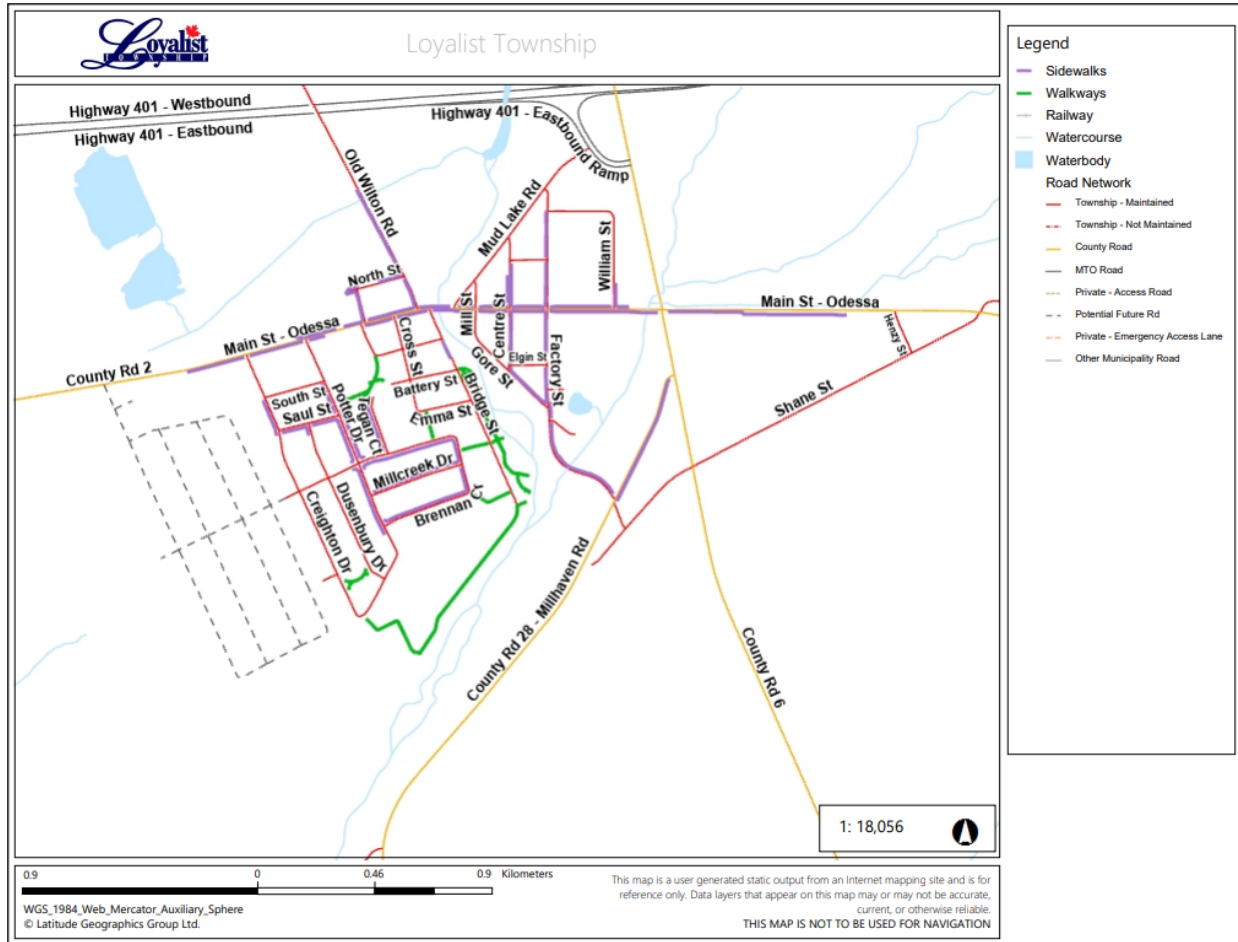 Loyalist
TOWNSHIP
Loyalist Township
Legend
Sidewalks
Walkways
Railway
Watercourse
Waterbody
Road Network
Township - Maintained
Township - Not Maintained
County Road
MTO Road
Private - Access Road
Potential Future Rd
Private - Emergency Access Lane
Other Municipality Road
Highway 401 - Westbound
Highway 401 - Eastbound
Highway 401 - Eastbound
Ramp
Old Wilton Rd
Mud Lake Rd
William St
North St
Mill St
Centre St
Main St - Odessa
Main St - Odessa
Henzy St
Cross St
Factory St
Elgin St
Gore St
County Rd 2
Battery St
Bridge St
South St
Potter Dr
Tegan Ct
Saul St
Emma St
Shane St
Millcreek Dr
Creighton Dr
Dusenbury Dr
Brennan Cr
County Rd 28 - Millhaven Rd
County Rd 6
1: 18,056
0.9
0
0.46
0.9
Kilometers
WGS_1984_Web_Mercator_Auxiliary_Sphere
© Latitude Geographics Group Ltd.
This map is a user generated static output from an Internet mapping site and is for
reference only. Data layers that appear on this map may or may not be accurate,
current, or otherwise reliable.
THIS MAP IS NOT TO BE USED FOR NAVIGATION